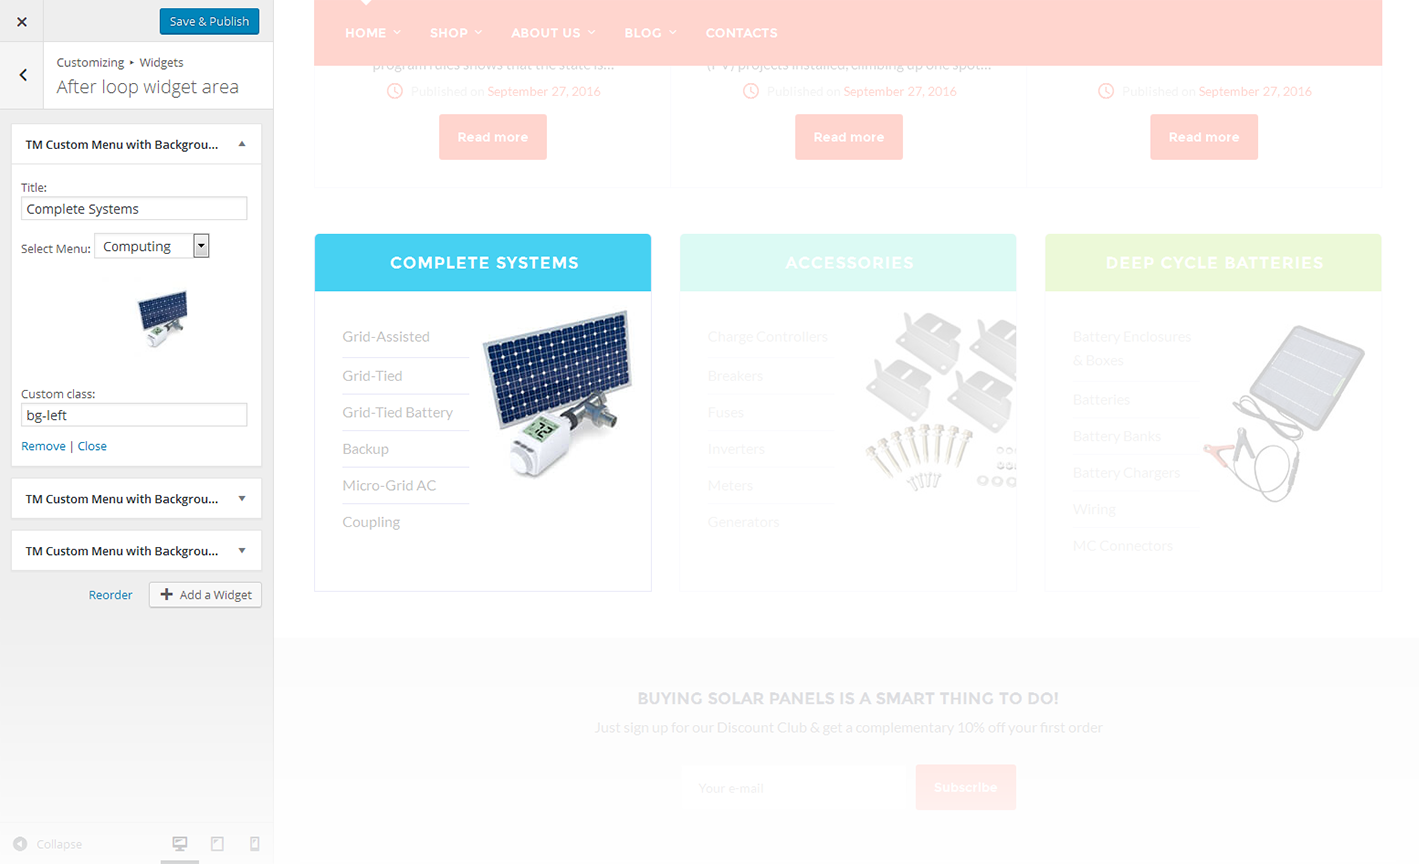 Save & Publish
Customizing ▸ Widgets
After loop widget area
TM Custom Menu with Backgrou...
Title:
Complete Systems
Select Menu: Computing
Custom class:
bg-left
Remove | Close
TM Custom Menu with Backgrou...
TM Custom Menu with Backgrou...
Reorder
Add a Widget
Collapse
HOME
SHOP
ABOUT US
BLOG
CONTACTS
program rules shows that the state is...
(PV) projects installed, climbing up one spot...
Published on September 27, 2016
Published on September 27, 2016
Published on September 27, 2016
Read more
Read more
Read more
COMPLETE SYSTEMS
Grid-Assisted
Grid-Tied
Grid-Tied Battery
Backup
Micro-Grid AC
Coupling
72
ACCESSORIES
Charge Controllers
Breakers
Fuses
Inverters
Meters
Generators
DEEP CYCLE BATTERIES
Battery Enclosures
& Boxes
Batteries
Battery Banks
Battery Chargers
Wiring
MC Connectors
BUYING SOLAR PANELS IS A SMART THING TO DO!
Just sign up for our Discount Club & get a complementary 10% off your first order
Your e-mail
Subscribe